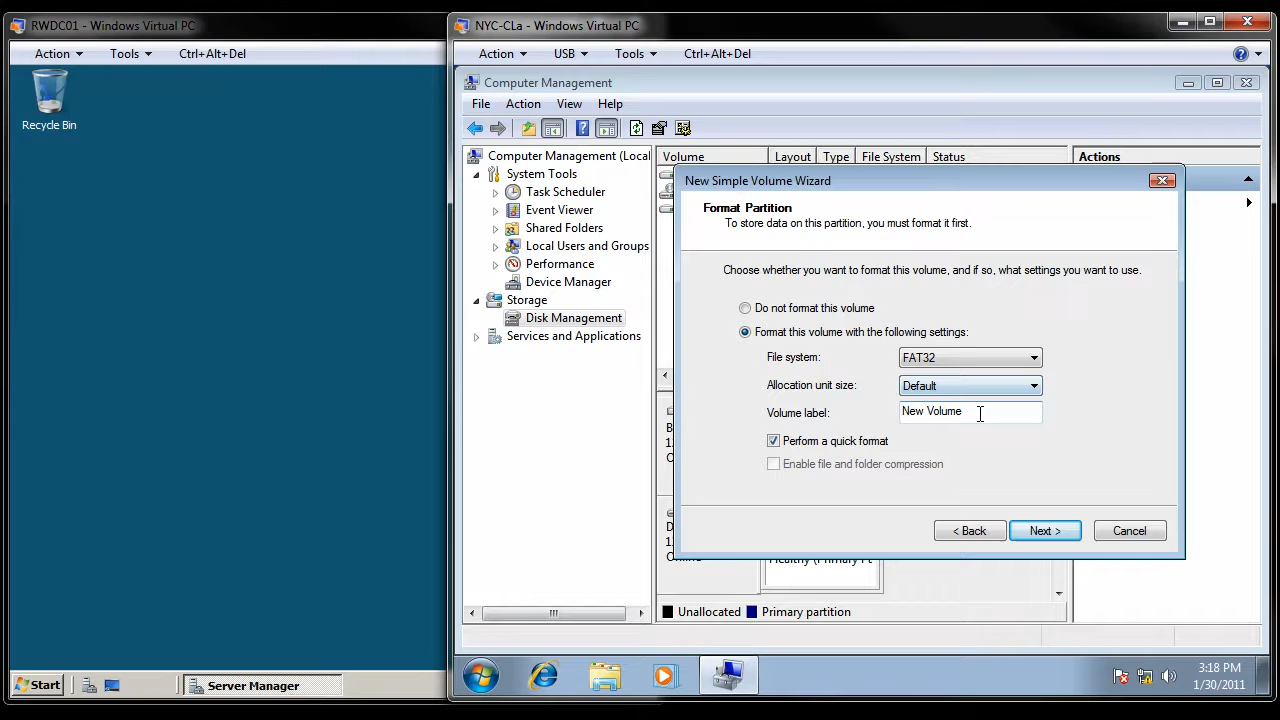 RWDC01 - Windows Virtual PC
Action Tools Ctrl+Alt+Del
Recycle Bin
Start
Server Manager
NYC-CLa - Windows Virtual PC
Action USB Tools Ctrl+Alt+Del
Computer Management
File Action View Help
Computer Management (Local
System Tools
Task Scheduler
Event Viewer
Shared Folders
Local Users and Groups
Performance
Device Manager
Storage
Disk Management
Services and Applications
Volume Layout Type File System Status
Actions
New Simple Volume Wizard
Format Partition
To store data on this partition, you must format it first.
Choose whether you want to format this volume, and if so, what settings you want to use.
Do not format this volume
Format this volume with the following settings:
File system: FAT32
Allocation unit size: Default
Volume label: New Volume
Perform a quick format
Enable file and folder compression
< Back Next > Cancel
Healthy (Primary Pa
Unallocated Primary partition
3:18 PM
1/30/2011